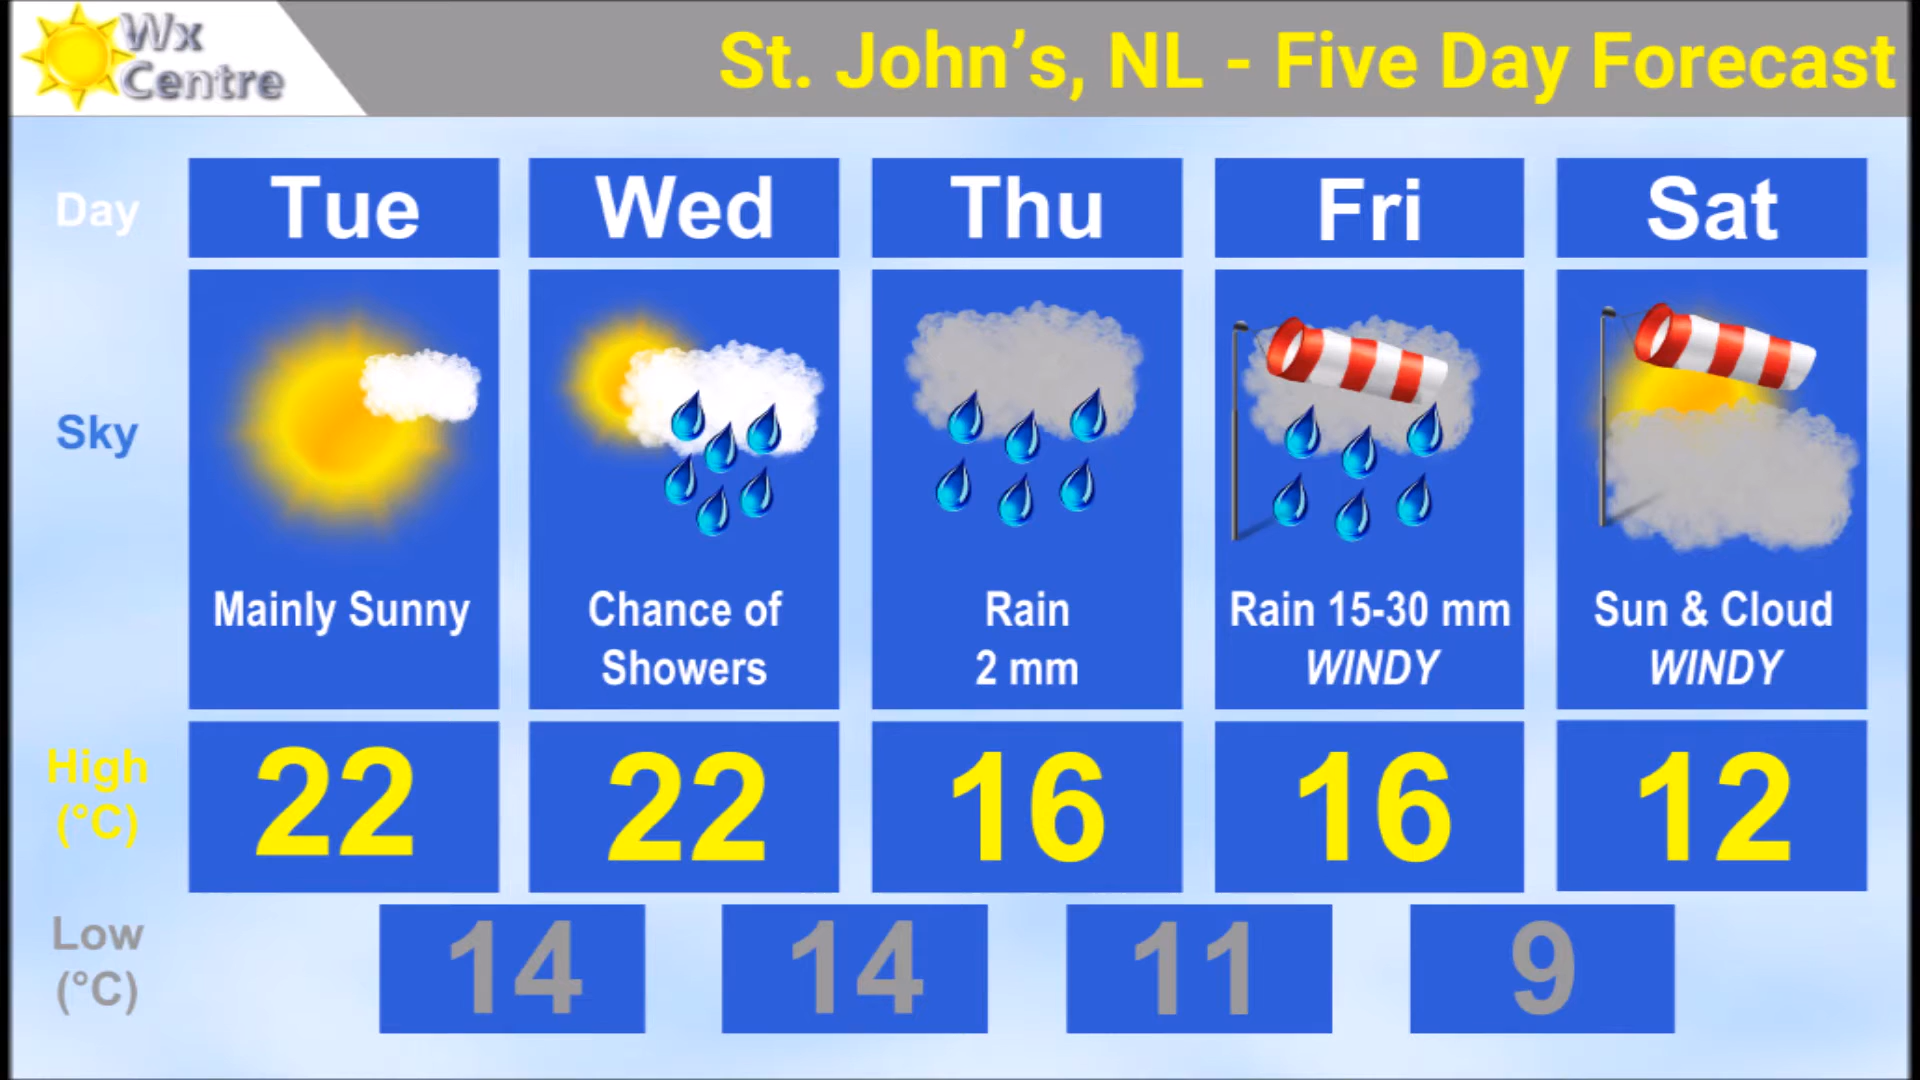 Wx
Centre
St. John’s, NL - Five Day Forecast
Day
Tue
Wed
Thu
Fri
Sat
Sky
Mainly Sunny
Chance of
Showers
Rain
2 mm
Rain 15-30 mm
WINDY
Sun & Cloud
WINDY
High
(°C)
22
22
16
16
12
Low
(°C)
14
14
11
9